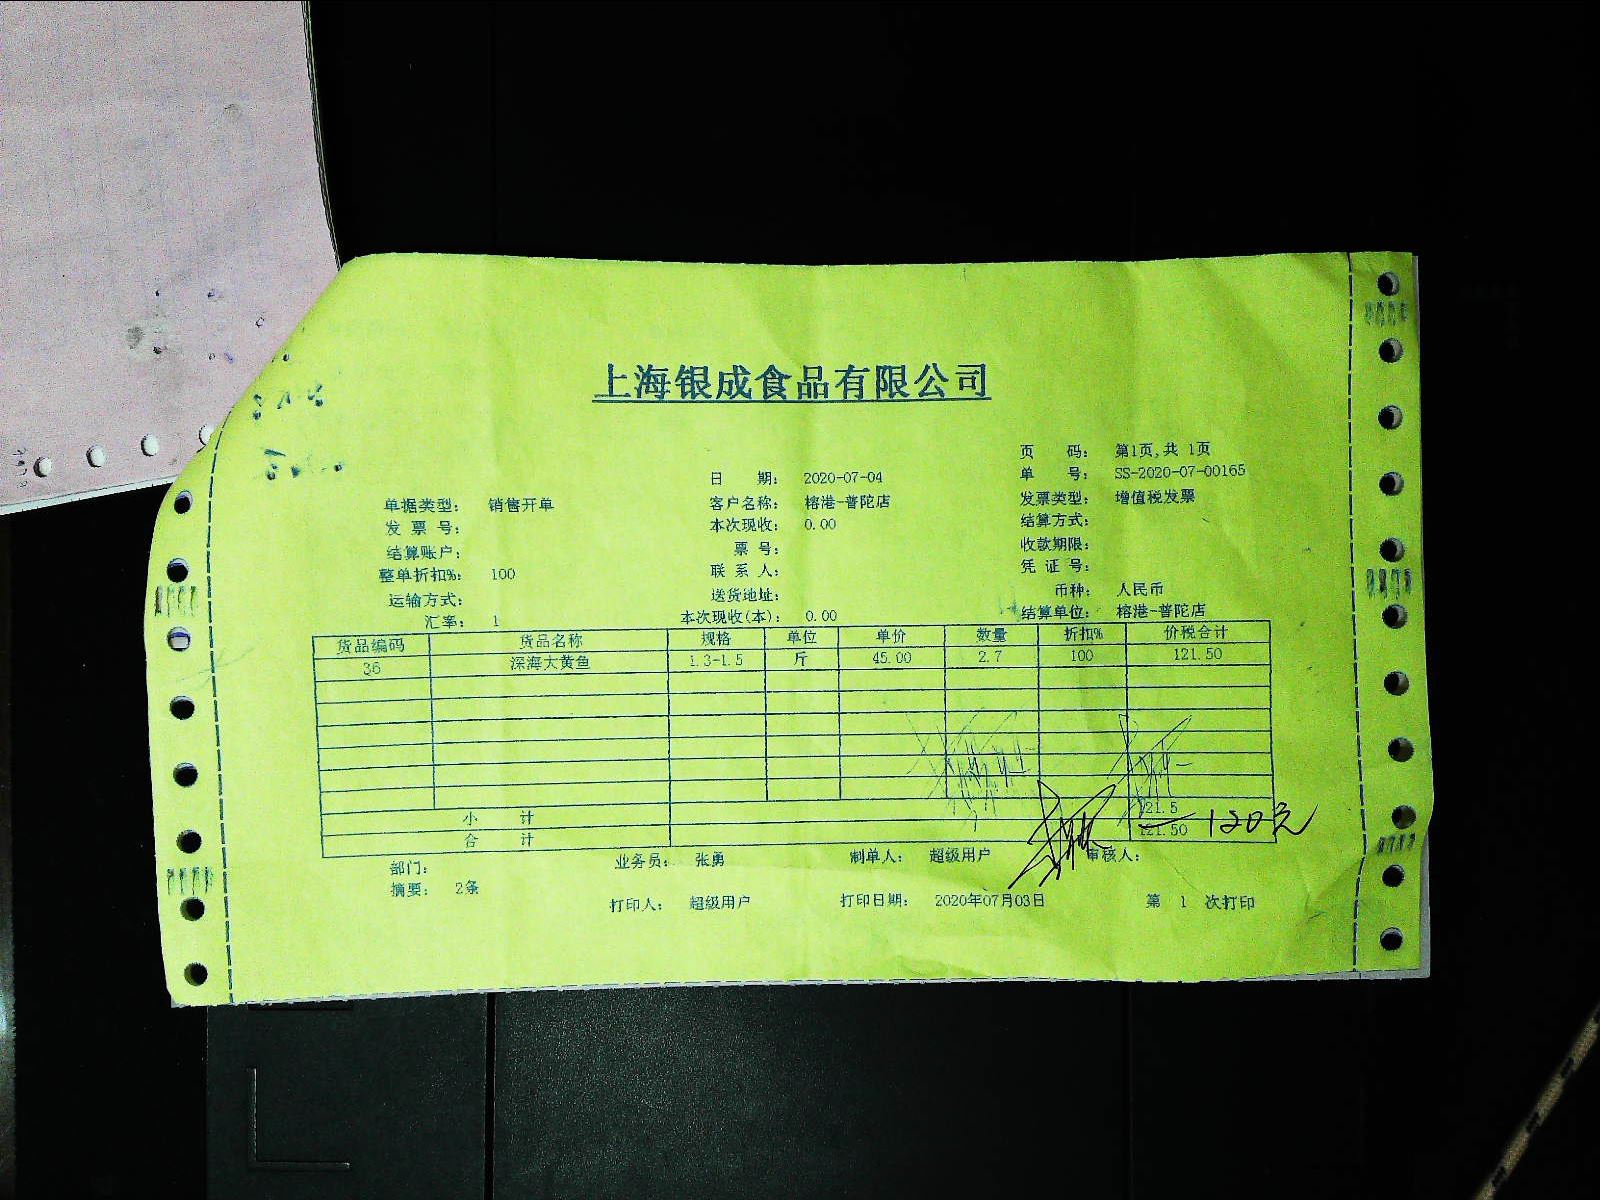 上海银成食品有限公司
页 码： 第1页,共 1页
日 期： 2020-07-04 单 号： SS-2020-07-00165
单据类型： 销售开单 客户名称： 榕港-普陀店 发票类型： 增值税发票
发 票 号： 本次现收： 0.00 结算方式：
结算账户： 票 号： 收款期限：
整单折扣%： 100 联 系 人： 凭 证 号：
运输方式： 送货地址： 币种： 人民币
汇率： 1 本次现收(本)： 0.00 结算单位： 榕港-普陀店
货品编码 货品名称 规格 单位 单价 数量 折扣% 价税合计
36 深海大黄鱼 1.3-1.5 斤 45.00 2.7 100 121.50
小 计 121.5
合 计 121.50 120元
部门： 业务员： 张勇 制单人： 超级用户 审核人：
摘要： 2条
打印人： 超级用户 打印日期： 2020年07月03日 第 1 次打印